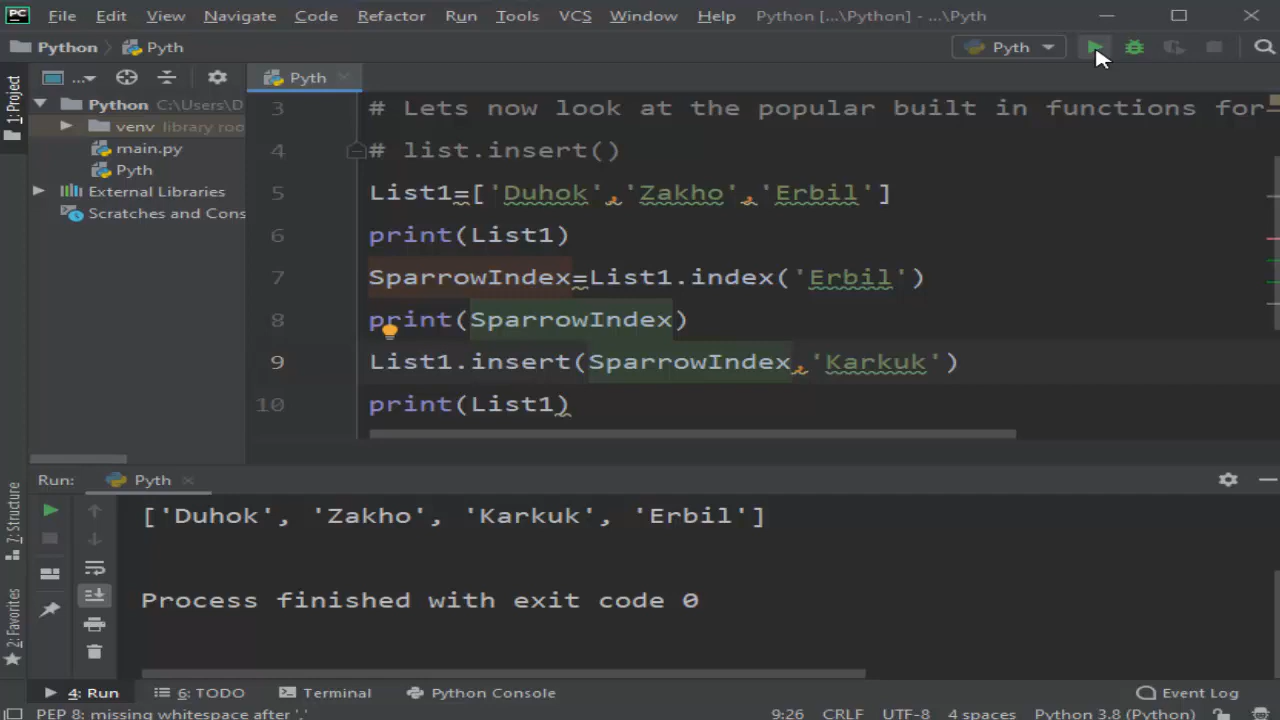 PC File Edit View Navigate Code Refactor Run Tools VCS Window Help Python [...\Python] - ...\Pyth
Python Pyth Pyth
1: Project
...
Pyth
Python C:\Users\D
venv library roo
main.py
Pyth
External Libraries
Scratches and Cons
3 # Lets now look at the popular built in functions for
4 # list.insert()
5 List1=['Duhok','Zakho','Erbil']
6 print(List1)
7 SparrowIndex=List1.index('Erbil')
8 print(SparrowIndex)
9 List1.insert(SparrowIndex,'Karkuk')
10 print(List1)
7: Structure
2: Favorites
Run: Pyth
['Duhok', 'Zakho', 'Karkuk', 'Erbil']
Process finished with exit code 0
4: Run 6: TODO Terminal Python Console Event Log
PEP 8: missing whitespace after ',' 9:26 CRLF UTF-8 4 spaces Python 3.8 (Python)